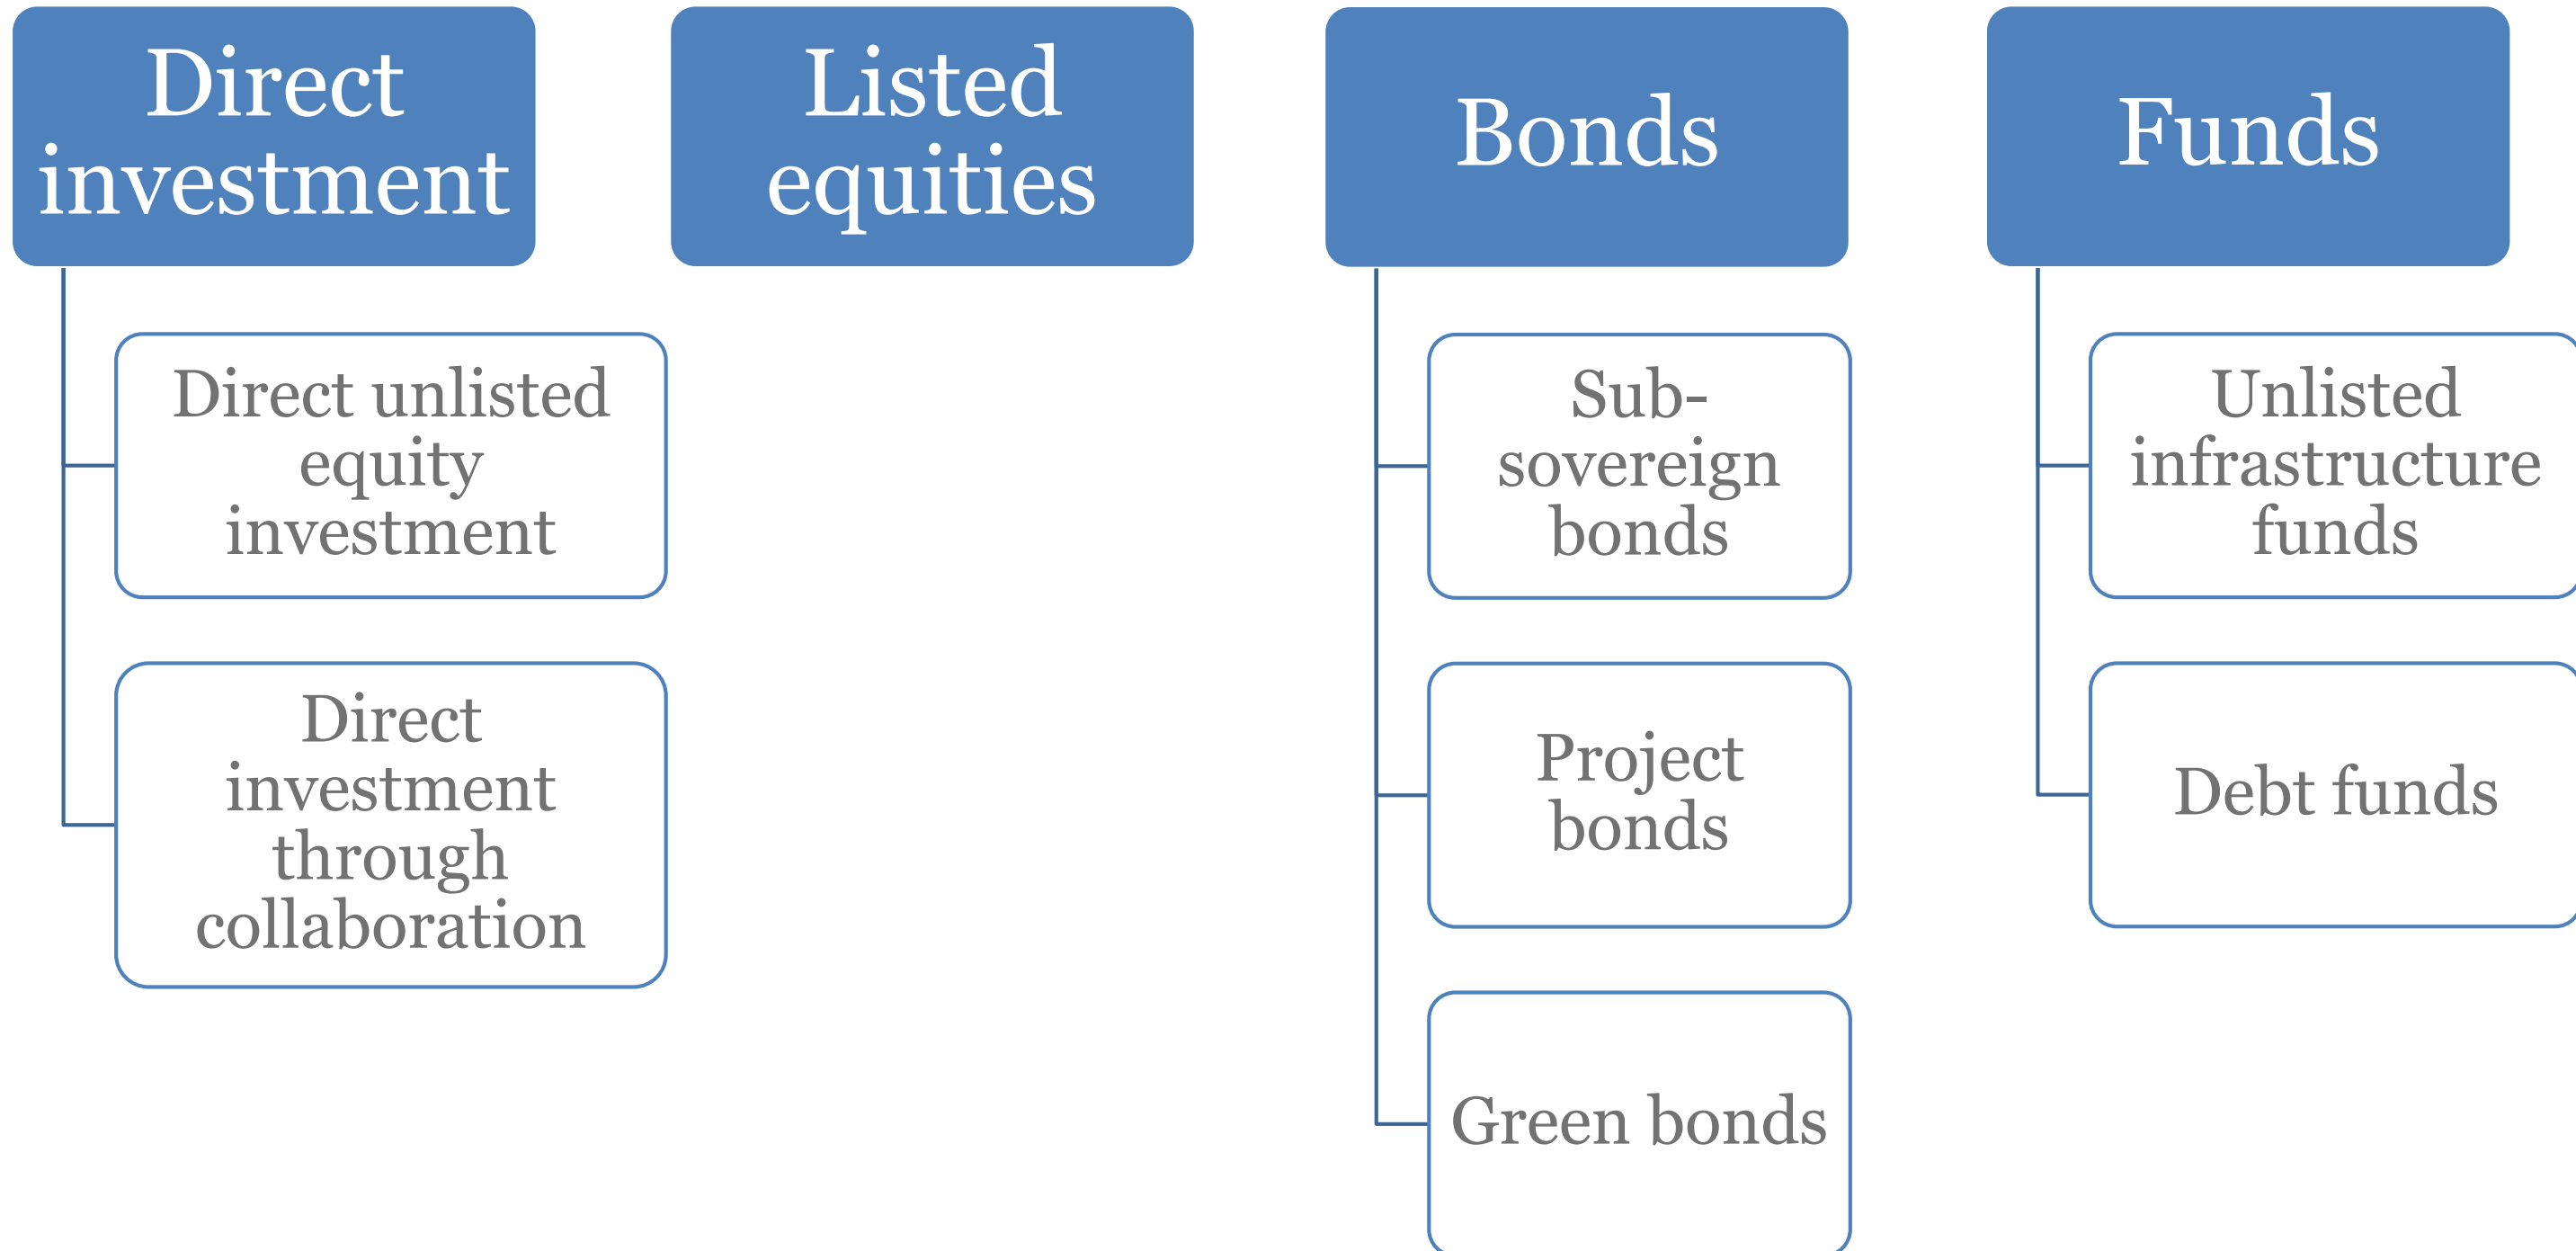 Direct
investment
Direct unlisted
equity
investment
Direct
investment
through
collaboration
Listed
equities
Bonds
Sub-
sovereign
bonds
Project
bonds
Green bonds
Funds
Unlisted
infrastructure
funds
Debt funds